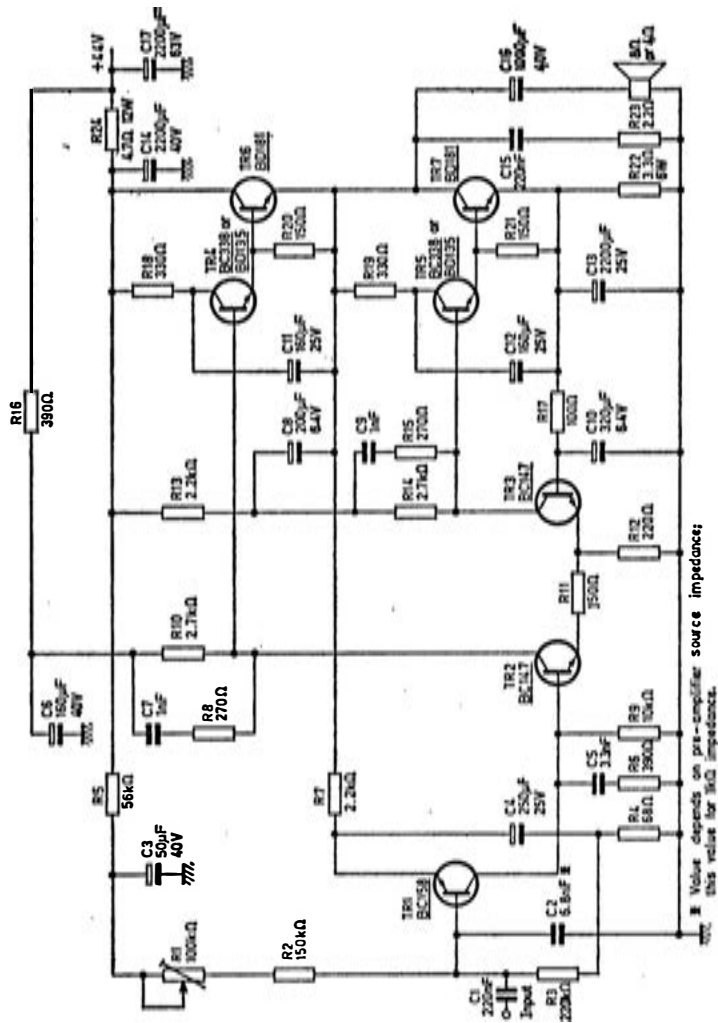 C17
2200µF
63V
+44V
R24
4.7Ω 12W
C14
2200µF
40V
TR6
BD181
C16
1000µF
40V
8Ω
or 4Ω
C15
220nF
R23
2.2Ω
TR7
BD181
R22
3.3Ω
6W
R20
150Ω
R21
150Ω
R18
330Ω
TR4
BC338 or
BD135
R19
330Ω
TR5
BC338 or
BD135
C13
2200µF
25V
C11
160µF
25V
C12
160µF
25V
R17
100Ω
R16
390Ω
C8
200µF
6.4V
C9
1nF
R15
270Ω
C10
320µF
6.4V
R13
2.2kΩ
R14
2.7kΩ
TR3
BC147
R12
220Ω
R11
150Ω
R10
2.7kΩ
TR2
BC147
C6
160µF
40V
C7
1nF
R8
270Ω
R9
10kΩ
C5
3.3nF
R6
390Ω
R5
56kΩ
R7
2.2kΩ
C4
250µF
25V
R4
68Ω
C3
50µF
40V
TR1
BC158
C2
6.8nF ※
R1
100kΩ
R2
150kΩ
C1
220nF
Input
R3
220kΩ
※ Value depends on pre-amplifier source impedance;
this value for 1kΩ impedance.